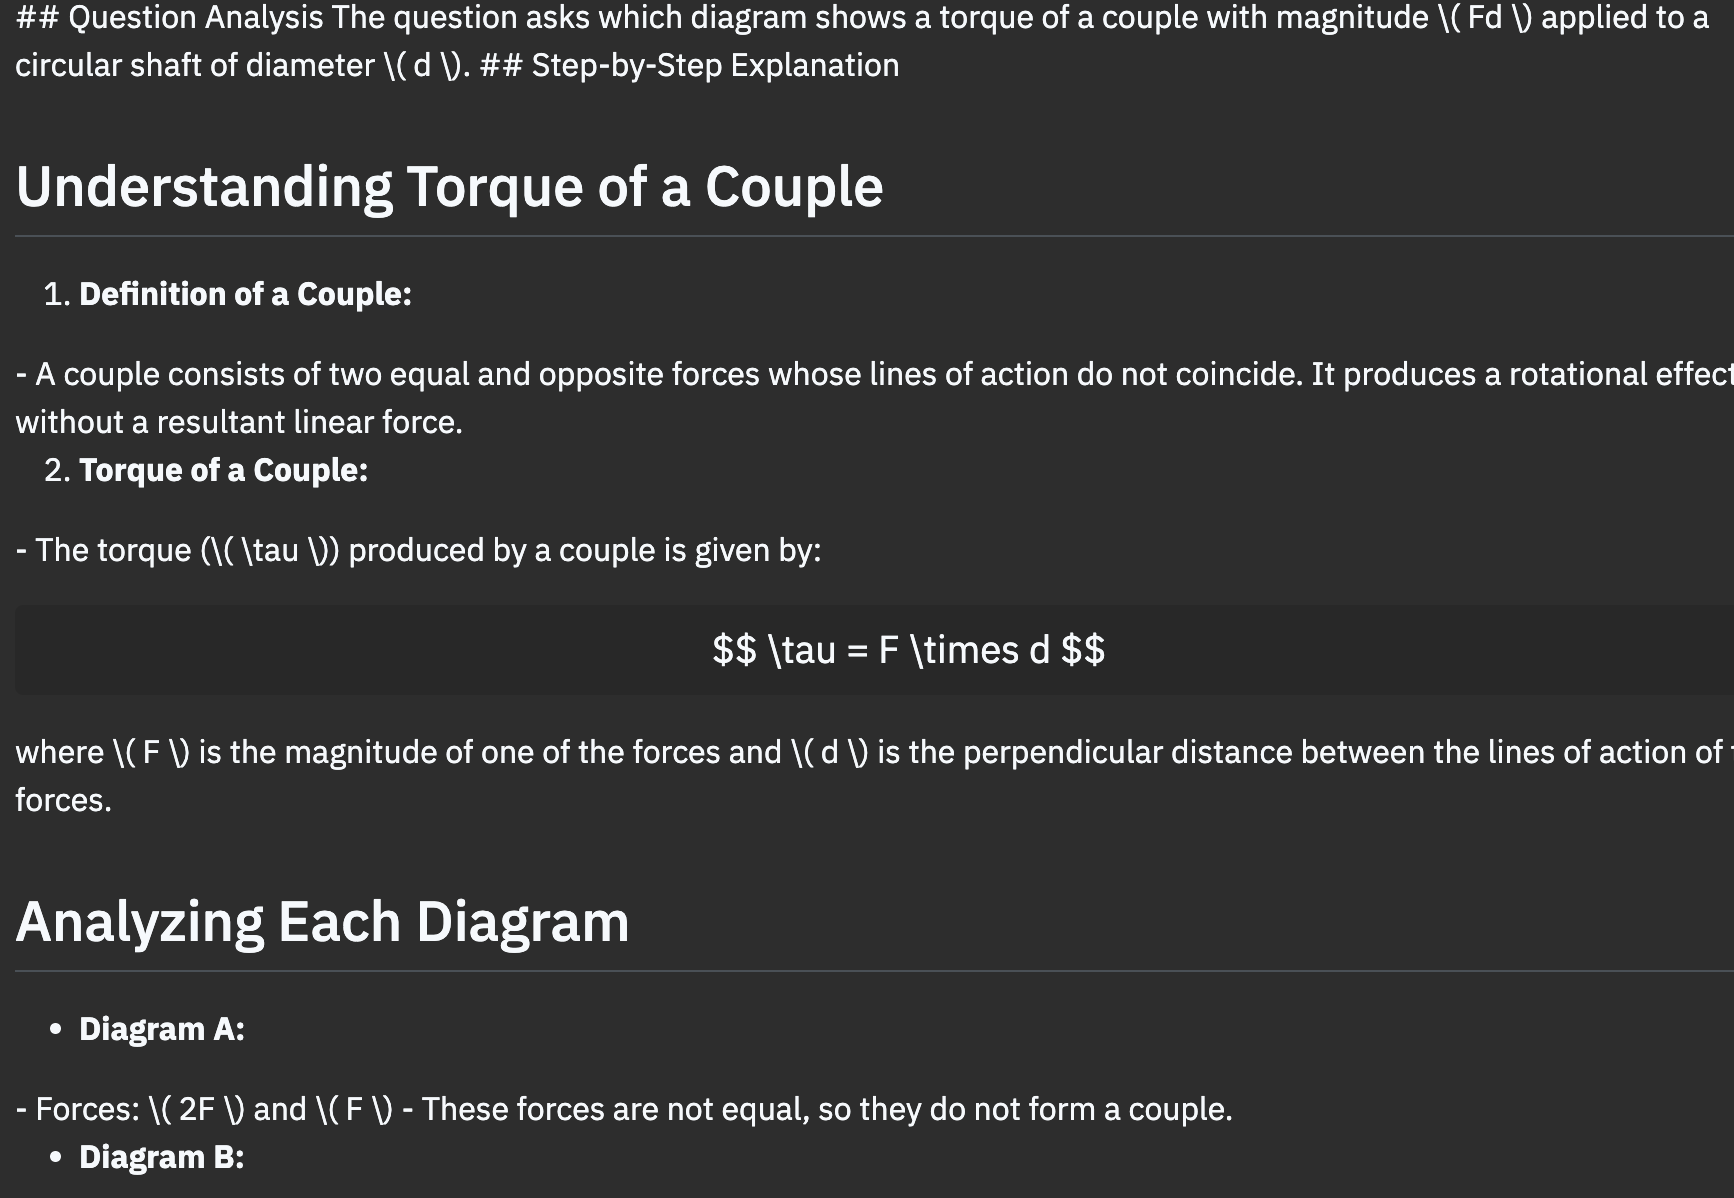 ## Question Analysis The question asks which diagram shows a torque of a couple with magnitude \( Fd \) applied to a
circular shaft of diameter \( d \). ## Step-by-Step Explanation
Understanding Torque of a Couple
1. Definition of a Couple:
- A couple consists of two equal and opposite forces whose lines of action do not coincide. It produces a rotational effect
without a resultant linear force.
2. Torque of a Couple:
- The torque (\( \tau \)) produced by a couple is given by:
$$ \tau = F \times d $$
where \( F \) is the magnitude of one of the forces and \( d \) is the perpendicular distance between the lines of action of
forces.
Analyzing Each Diagram
• Diagram A:
- Forces: \( 2F \) and \( F \) - These forces are not equal, so they do not form a couple.
• Diagram B: